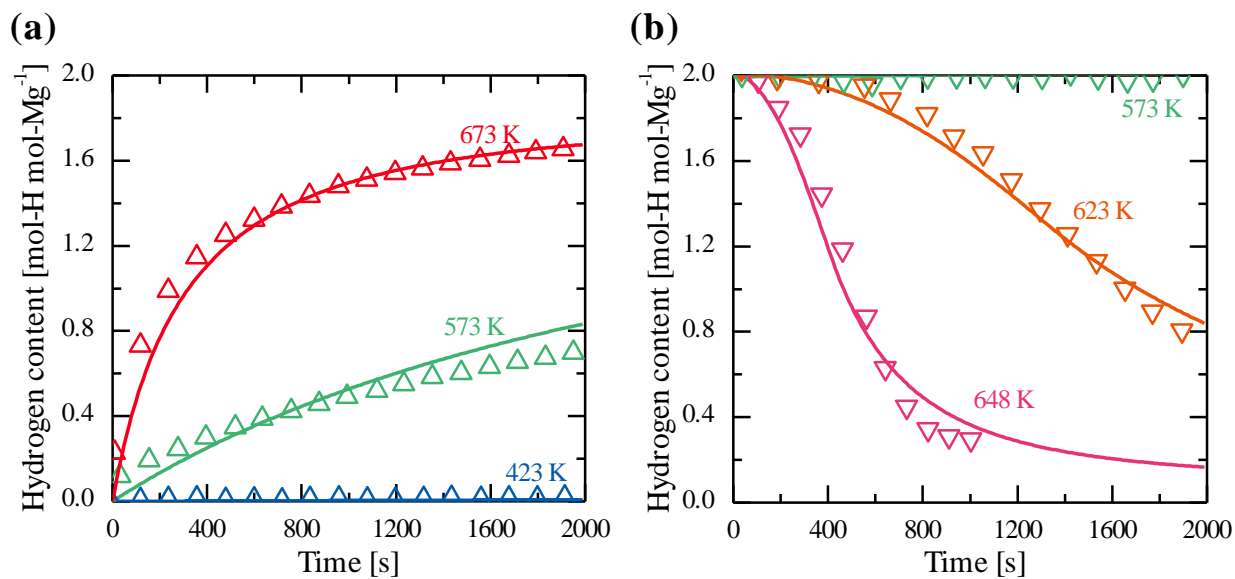 (a)
Hydrogen content [mol-H mol-Mg⁻¹]
2.0
1.6
1.2
0.8
0.4
0.0
673 K
573 K
423 K
0 400 800 1200 1600 2000
Time [s]
(b)
Hydrogen content [mol-H mol-Mg⁻¹]
2.0
1.6
1.2
0.8
0.4
0.0
573 K
623 K
648 K
0 400 800 1200 1600 2000
Time [s]